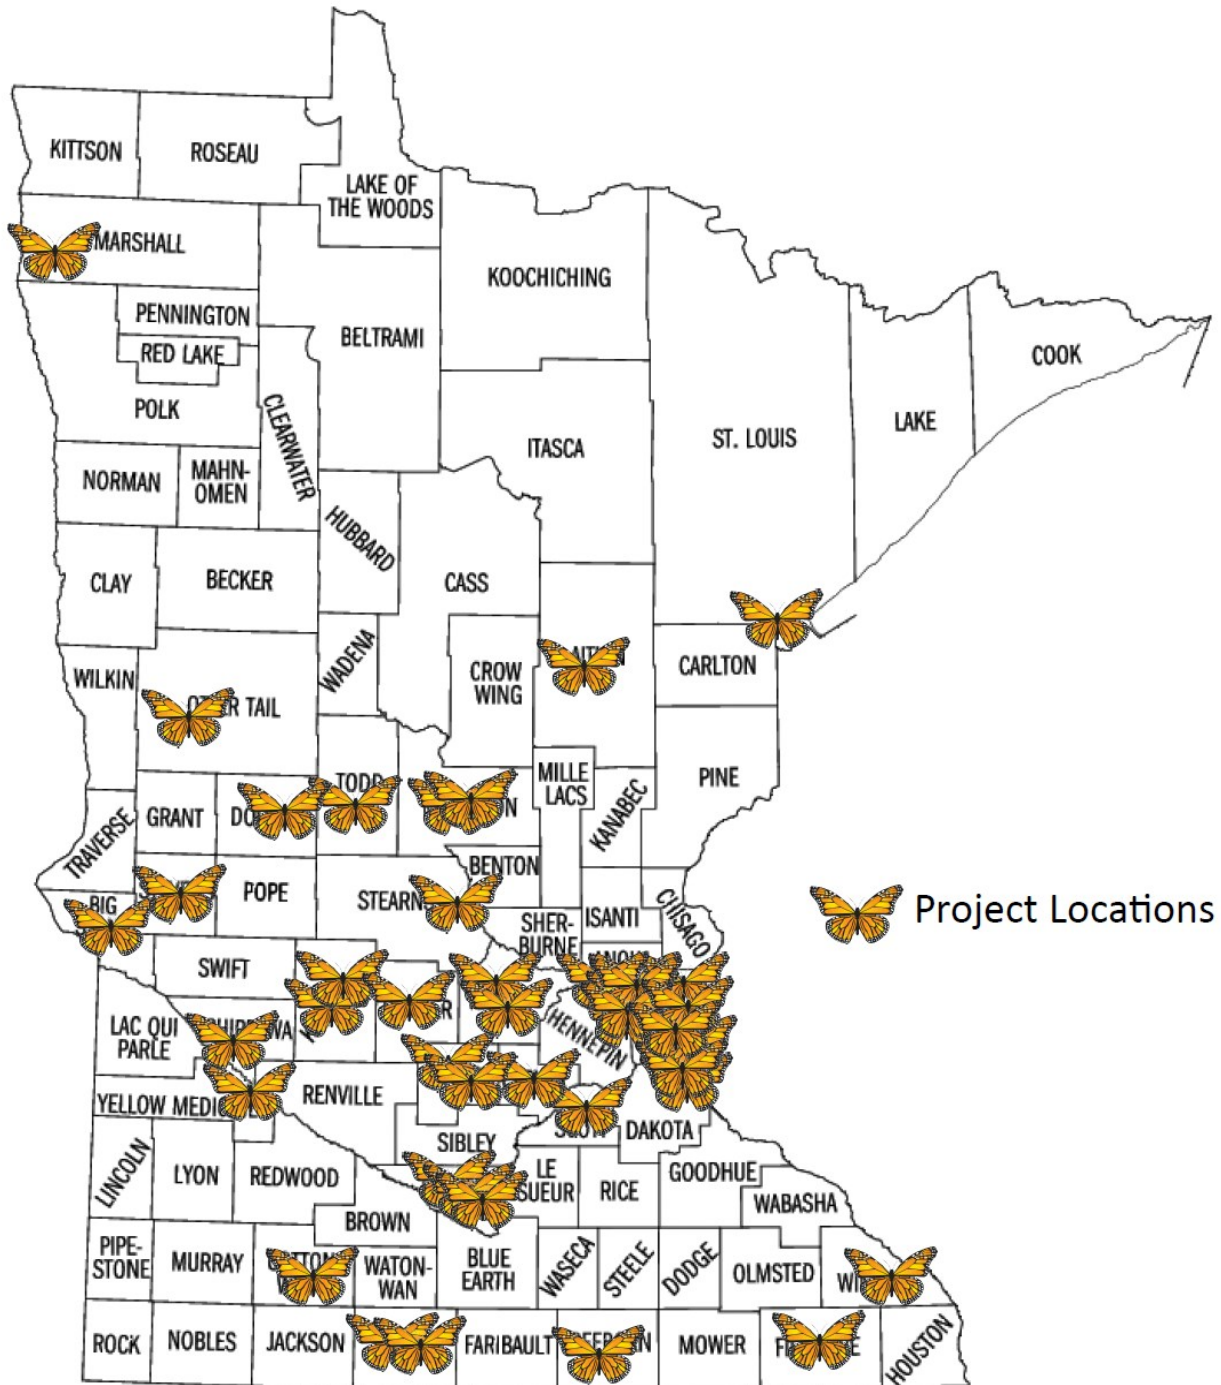 KITTSON
ROSEAU
LAKE OF
THE WOODS
MARSHALL
KOOCHICHING
PENNINGTON
BELTRAMI
RED LAKE
COOK
POLK
CLEARWATER
LAKE
ST. LOUIS
ITASCA
NORMAN
MAHN-
OMEN
HUBBARD
CLAY
BECKER
CASS
WADENA
CARLTON
WILKIN
CROW
WING
TAIL
PINE
MILLE
LACS
TODD
GRANT
KANABEC
TRAVERSE
BENTON
POPE
STEARN
BIG
CHISAGO
ISANTI
SHER-
BURNE
Project Locations
SWIFT
LAC QUI
PARLE
HENNEPIN
RENVILLE
YELLOW MEDI
DAKOTA
SIBLEY
LINCOLN
LYON
REDWOOD
LE
SUEUR
RICE
GOODHUE
WABASHA
BROWN
PIPE-
STONE
MURRAY
WATON-
WAN
BLUE
EARTH
WASECA
STEELE
DODGE
OLMSTED
ROCK
NOBLES
JACKSON
FARIBAULT
MOWER
HOUSTON